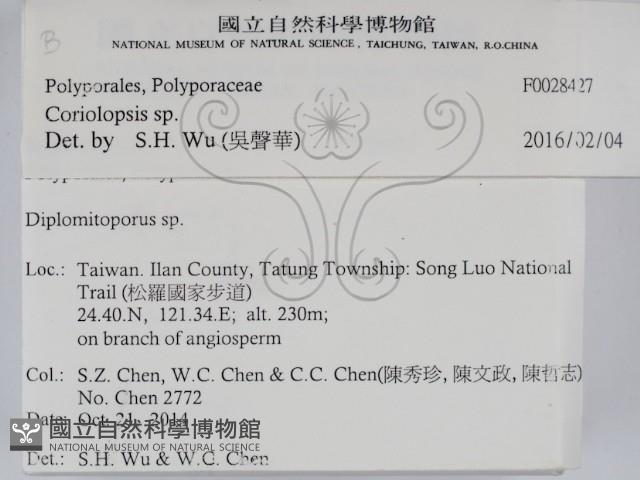 B
國立自然科學博物館
NATIONAL MUSEUM OF NATURAL SCIENCE, TAICHUNG, TAIWAN, R.O.CHINA
Polyporales, Polyporaceae F0028427
Coriolopsis sp.
Det. by S.H. Wu (吳聲華) 2016/02/04
Diplomitoporus sp.
Loc.: Taiwan. Ilan County, Tatung Township: Song Luo National
Trail (松羅國家步道)
24.40.N, 121.34.E; alt. 230m;
on branch of angiosperm
Col.: S.Z. Chen, W.C. Chen & C.C. Chen(陳秀珍, 陳文政, 陳哲志)
No. Chen 2772
Date: Oct. 21, 2014
國立自然科學博物館
NATIONAL MUSEUM OF NATURAL SCIENCE
Det.: S.H. Wu & W.C. Chen